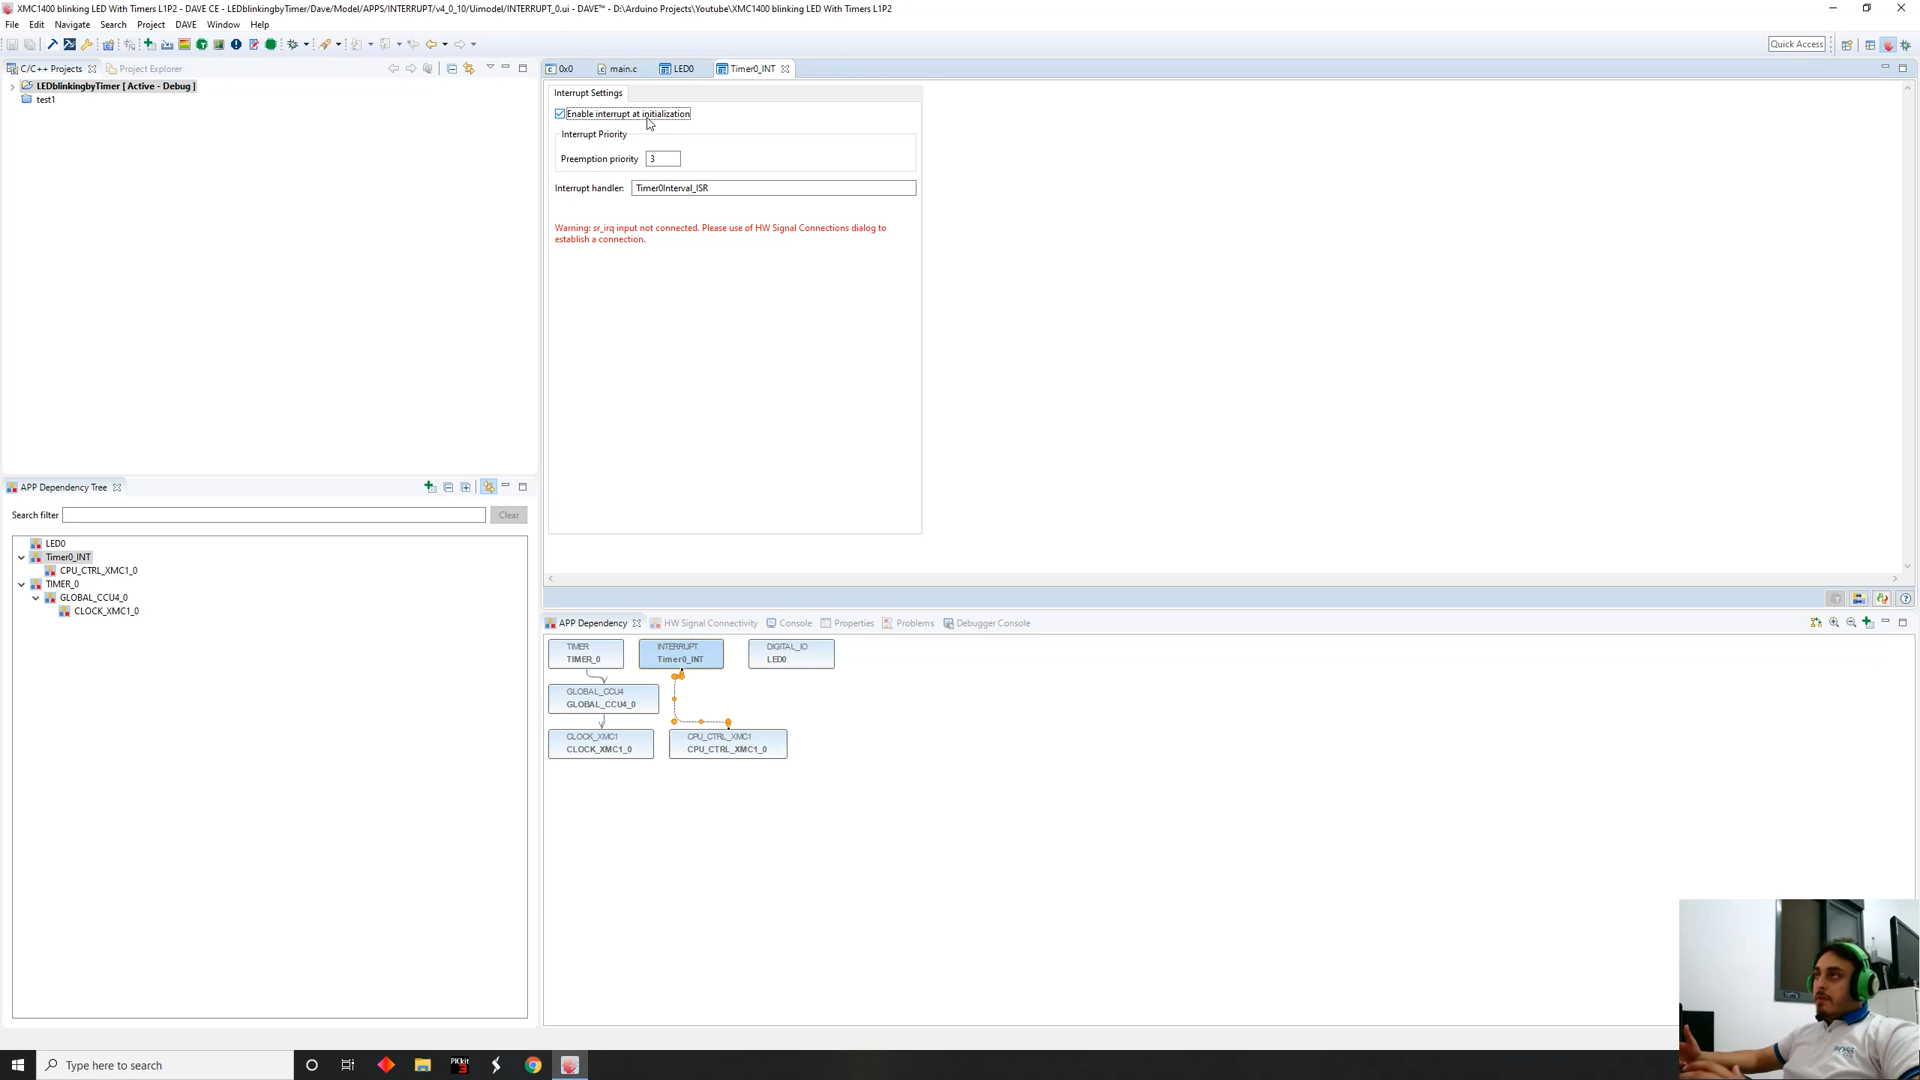 XMC1400 blinking LED With Timers L1P2 - DAVE CE - LEDblinkingbyTimer/Dave/Model/APPS/INTERRUPT/v4_0_10/Uimodel/INTERRUPT_0.ui - DAVE™ - D:\Arduino Projects\Youtube\XMC1400 blinking LED With Timers L1P2
File Edit Navigate Search Project DAVE Window Help
Quick Access
C/C++ Projects Project Explorer
LEDblinkingbyTimer [ Active - Debug ]
test1
0x0 main.c LED0 Timer0_INT
Interrupt Settings
Enable interrupt at initialization
Interrupt Priority
Preemption priority 3
Interrupt handler: Timer0Interval_ISR
Warning: sr_irq input not connected. Please use of HW Signal Connections dialog to
establish a connection.
APP Dependency Tree
Search filter Clear
LED0
Timer0_INT
CPU_CTRL_XMC1_0
TIMER_0
GLOBAL_CCU4_0
CLOCK_XMC1_0
APP Dependency HW Signal Connectivity Console Properties Problems Debugger Console
TIMER
TIMER_0
INTERRUPT
Timer0_INT
DIGITAL_IO
LED0
GLOBAL_CCU4
GLOBAL_CCU4_0
CLOCK_XMC1
CLOCK_XMC1_0
CPU_CTRL_XMC1
CPU_CTRL_XMC1_0
BOSS
Type here to search
PICkit
3